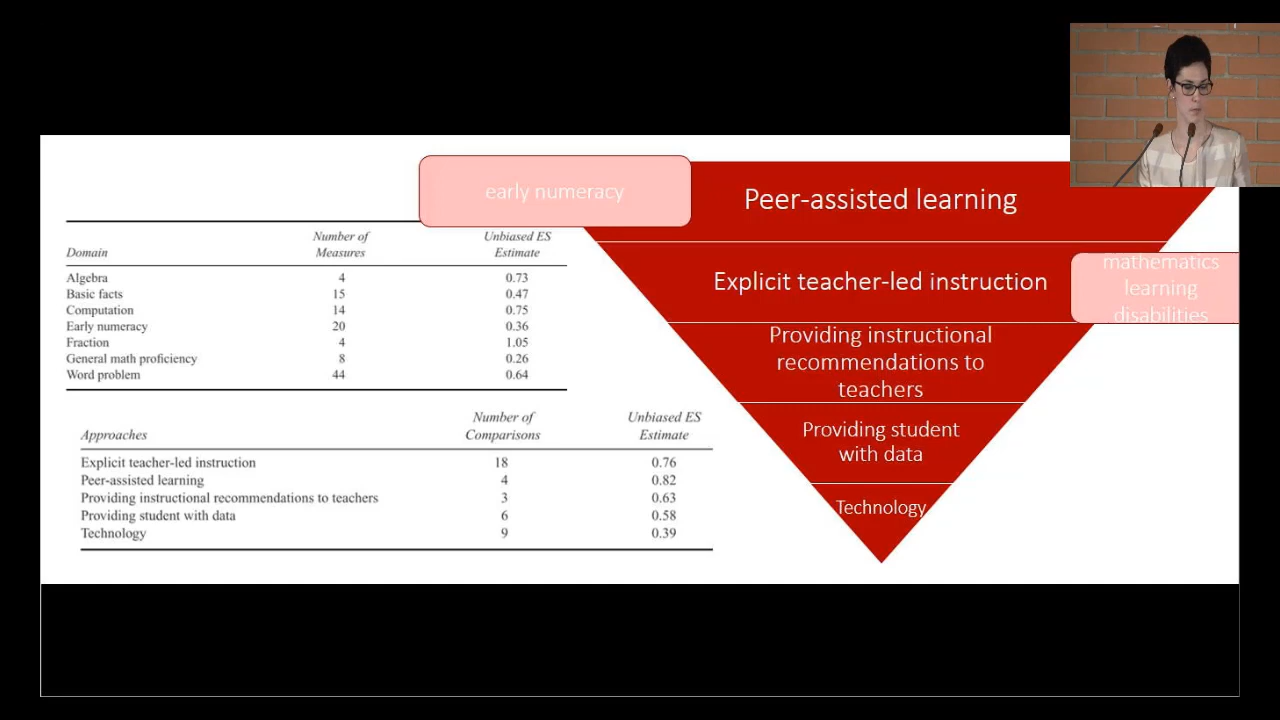 early numeracy
Number of Unbiased ES
Domain Measures Estimate
Algebra 4 0.73
Basic facts 15 0.47
Computation 14 0.75
Early numeracy 20 0.36
Fraction 4 1.05
General math proficiency 8 0.26
Word problem 44 0.64
Number of Unbiased ES
Approaches Comparisons Estimate
Explicit teacher-led instruction 18 0.76
Peer-assisted learning 4 0.82
Providing instructional recommendations to teachers 3 0.63
Providing student with data 6 0.58
Technology 9 0.39
Peer-assisted learning
Explicit teacher-led instruction
mathematics
learning
disabilities
Providing instructional
recommendations to
teachers
Providing student
with data
Technology